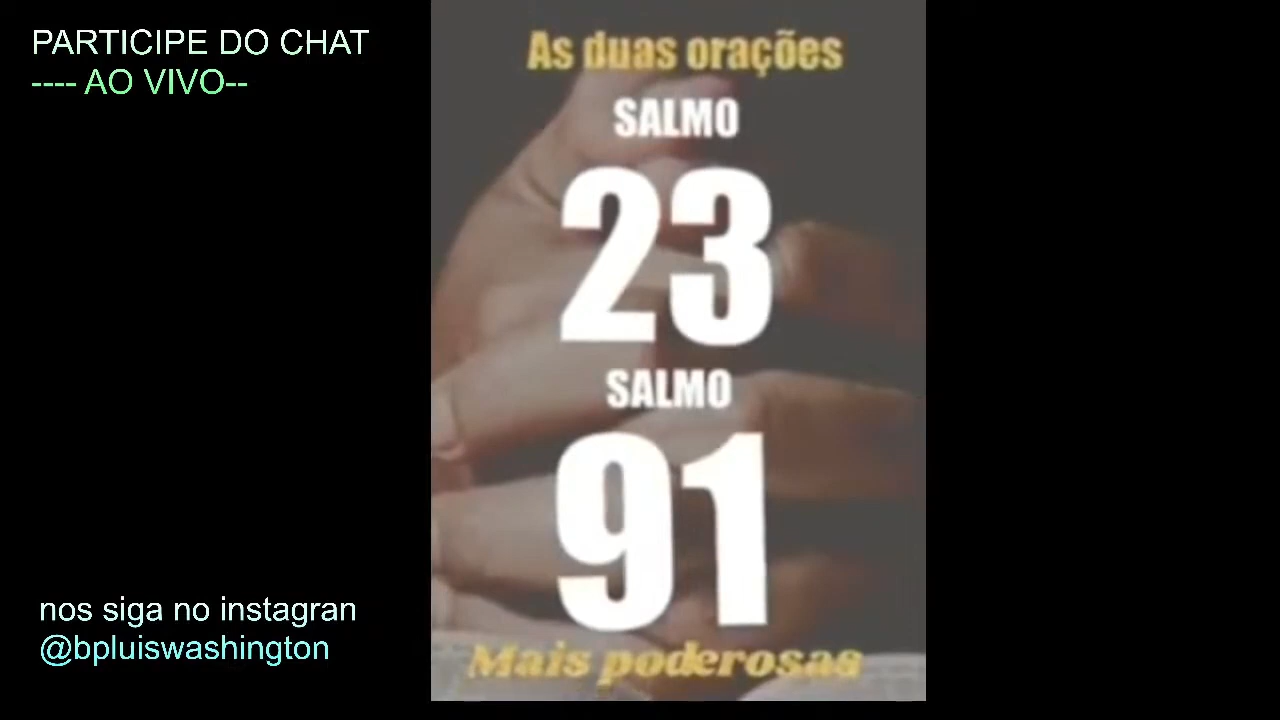 PARTICIPE DO CHAT
---- AO VIVO--
As duas orações
SALMO
23
SALMO
91
Mais poderosas
nos siga no instagran
@bpluiswashington